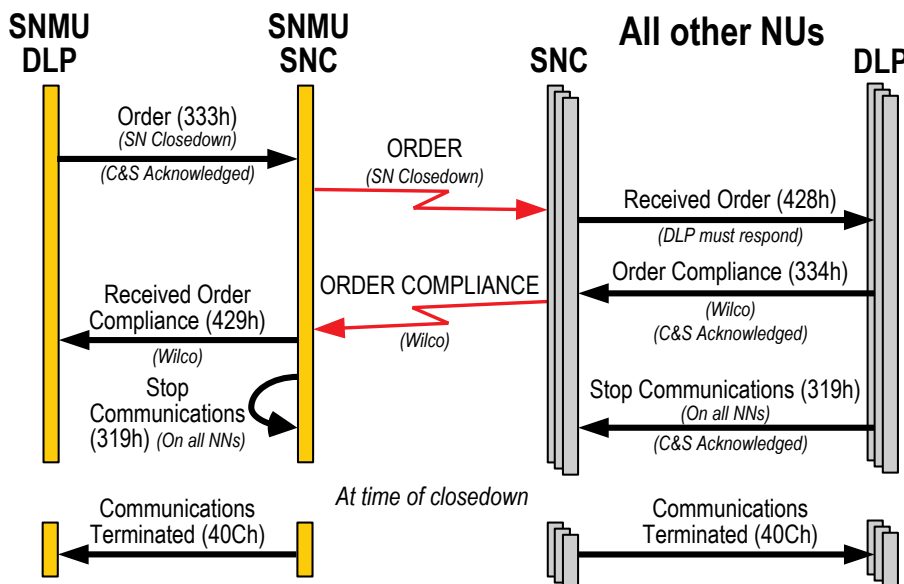 SNMU
DLP
SNMU
SNC
All other NUs
SNC
DLP
Order (333h)
(SN Closedown)
(C&S Acknowledged)
ORDER
(SN Closedown)
Received Order (428h)
(DLP must respond)
Order Compliance (334h)
(Wilco)
(C&S Acknowledged)
ORDER COMPLIANCE
(Wilco)
Received Order
Compliance (429h)
(Wilco)
Stop
Communications
(319h) (On all NNs)
Stop Communications (319h)
(On all NNs)
(C&S Acknowledged)
At time of closedown
Communications
Terminated (40Ch)
Communications
Terminated (40Ch)